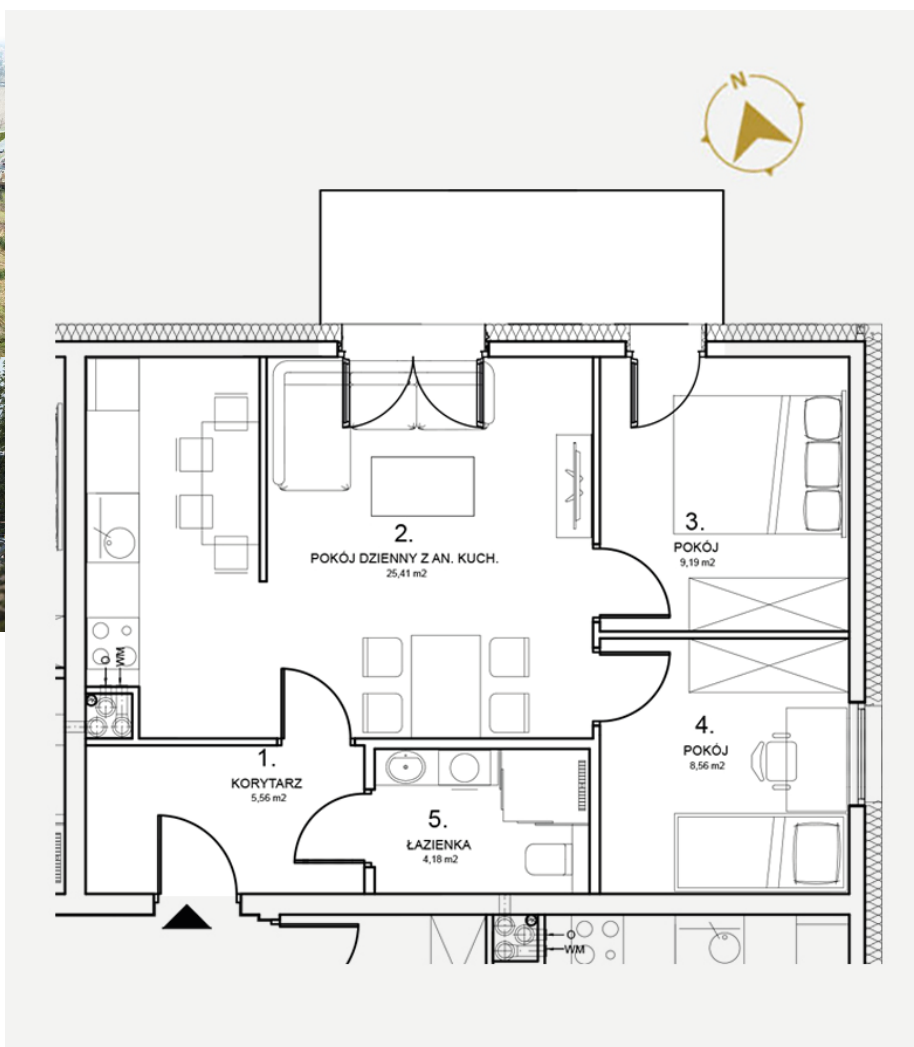 N
2.
POKÓJ DZIENNY Z AN. KUCH.
25,41 m2
3.
POKÓJ
9,19 m2
O
WM
4.
POKÓJ
8,56 m2
1.
KORYTARZ
5,56 m2
5.
ŁAZIENKA
4,18 m2
O
WM